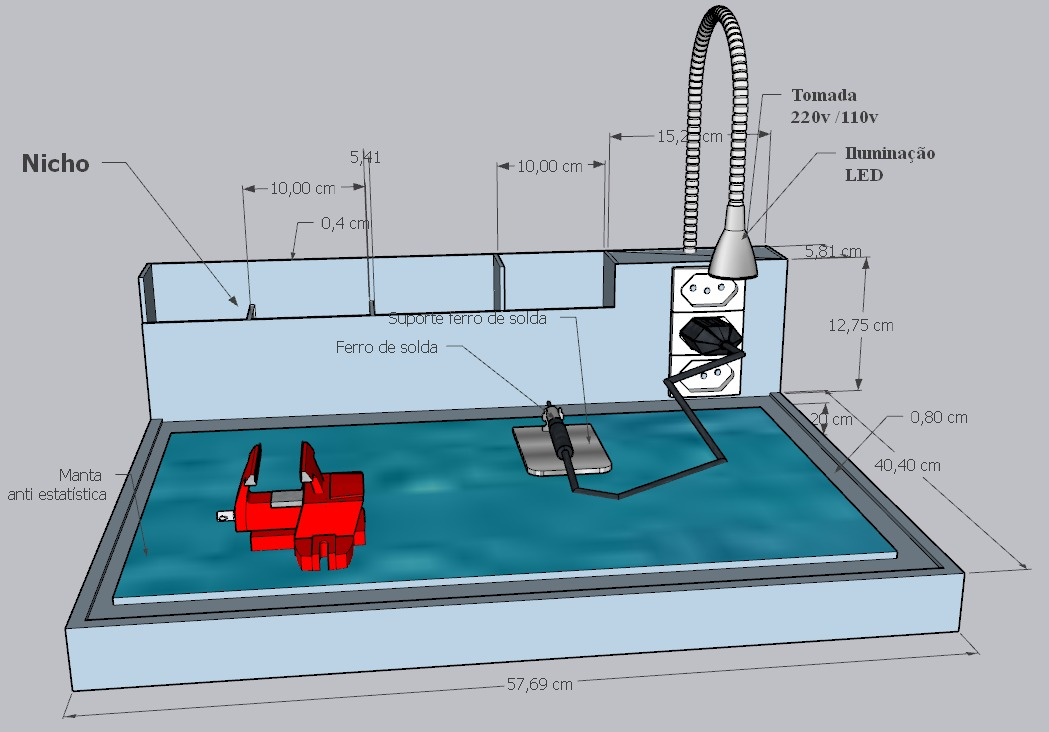 Tomada
220v /110v
15,2 cm
Iluminação
LED
Nicho
5,41
10,00 cm
10,00 cm
0,4 cm
5,81 cm
Suporte ferro de solda
12,75 cm
Ferro de solda
20 cm
0,80 cm
40,40 cm
Manta
anti estatística
57,69 cm